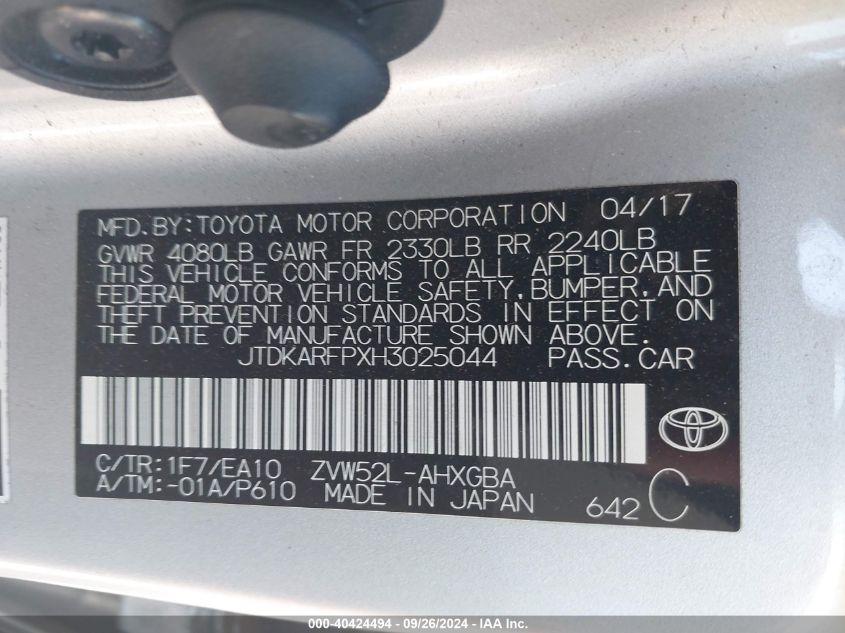 MFD.BY:TOYOTA MOTOR CORPORATION 04/17
GVWR 4080LB GAWR FR 2330LB RR 2240LB
THIS VEHICLE CONFORMS TO ALL APPLICABLE
FEDERAL MOTOR VEHICLE SAFETY,BUMPER,AND
THEFT PREVENTION STANDARDS IN EFFECT ON
THE DATE OF MANUFACTURE SHOWN ABOVE.
JTDKARFPXH3025044 PASS.CAR
C/TR:1F7/EA10 ZVW52L-AHXGBA
A/TM:-01A/P610 MADE IN JAPAN 642 C
000-40424494 - 09/26/2024 - IAA Inc.